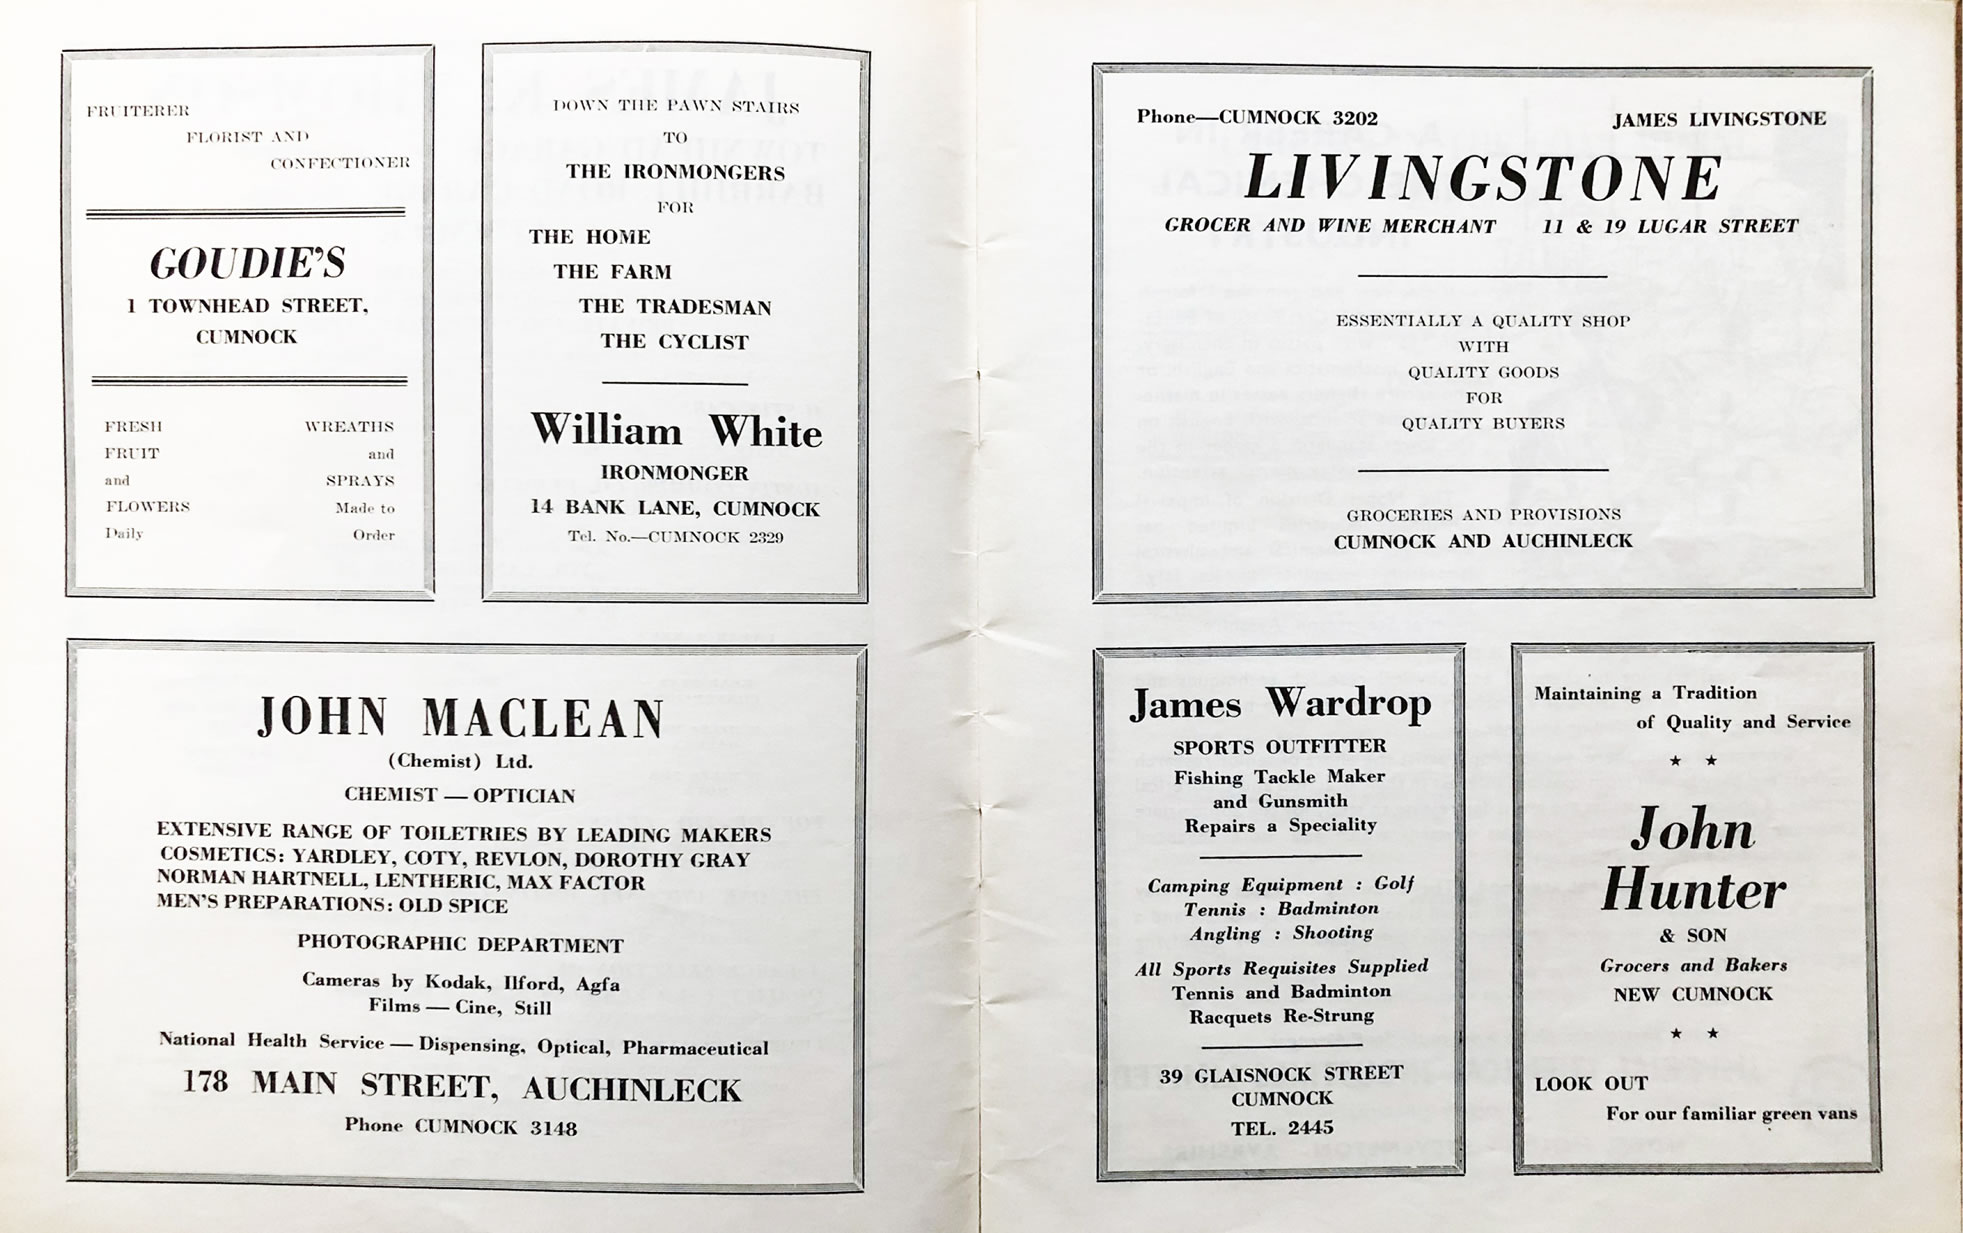 FRUITERER
FLORIST AND
CONFECTIONER
GOUDIE'S
1 TOWNHEAD STREET,
CUMNOCK
FRESH
FRUIT
and
FLOWERS
Daily
WREATHS
and
SPRAYS
Made to
Order
DOWN THE PAWN STAIRS
TO
THE IRONMONGERS
FOR
THE HOME
THE FARM
THE TRADESMAN
THE CYCLIST
William White
IRONMONGER
14 BANK LANE, CUMNOCK
Tel. No.—CUMNOCK 2329
JOHN MACLEAN
(Chemist) Ltd.
CHEMIST — OPTICIAN
EXTENSIVE RANGE OF TOILETRIES BY LEADING MAKERS
COSMETICS: YARDLEY, COTY, REVLON, DOROTHY GRAY
NORMAN HARTNELL, LENTHERIC, MAX FACTOR
MEN'S PREPARATIONS: OLD SPICE
PHOTOGRAPHIC DEPARTMENT
Cameras by Kodak, Ilford, Agfa
Films — Cine, Still
National Health Service — Dispensing, Optical, Pharmaceutical
178 MAIN STREET, AUCHINLECK
Phone CUMNOCK 3148
Phone—CUMNOCK 3202 JAMES LIVINGSTONE
LIVINGSTONE
GROCER AND WINE MERCHANT 11 & 19 LUGAR STREET
ESSENTIALLY A QUALITY SHOP
WITH
QUALITY GOODS
FOR
QUALITY BUYERS
GROCERIES AND PROVISIONS
CUMNOCK AND AUCHINLECK
James Wardrop
SPORTS OUTFITTER
Fishing Tackle Maker
and Gunsmith
Repairs a Speciality
Camping Equipment : Golf
Tennis : Badminton
Angling : Shooting
All Sports Requisites Supplied
Tennis and Badminton
Racquets Re-Strung
39 GLAISNOCK STREET
CUMNOCK
TEL. 2445
Maintaining a Tradition
of Quality and Service
★ ★
John
Hunter
& SON
Grocers and Bakers
NEW CUMNOCK
★ ★
LOOK OUT
For our familiar green vans